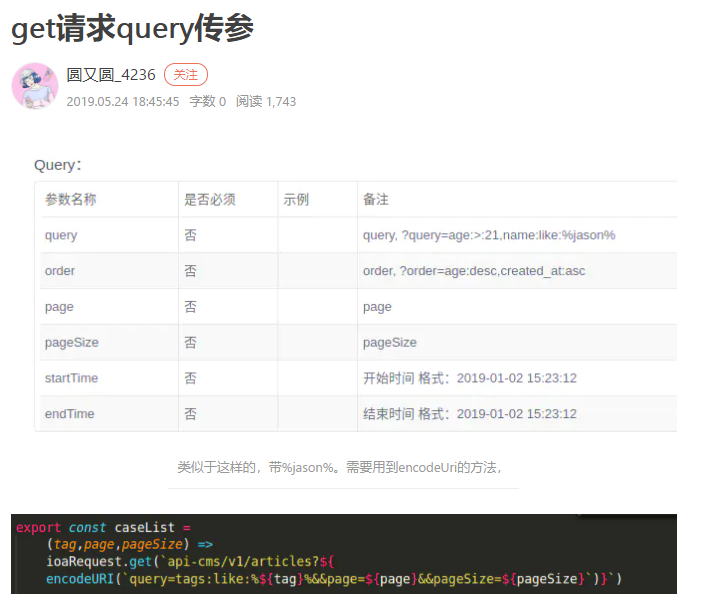 get请求query传参
圆又圆_4236 关注
2019.05.24 18:45:45 字数 0 阅读 1,743
Query：
参数名称 是否必须 示例 备注
query 否 query, ?query=age:>:21,name:like:%jason%
order 否 order, ?order=age:desc,created_at:asc
page 否 page
pageSize 否 pageSize
startTime 否 开始时间 格式：2019-01-02 15:23:12
endTime 否 结束时间 格式：2019-01-02 15:23:12
类似于这样的，带%jason%。需要用到encodeUri的方法，
export const caseList =
(tag,page,pageSize) =>
ioaRequest.get(`api-cms/v1/articles?${
encodeURI(`query=tags:like:%${tag}%&&page=${page}&&pageSize=${pageSize}`)}`)